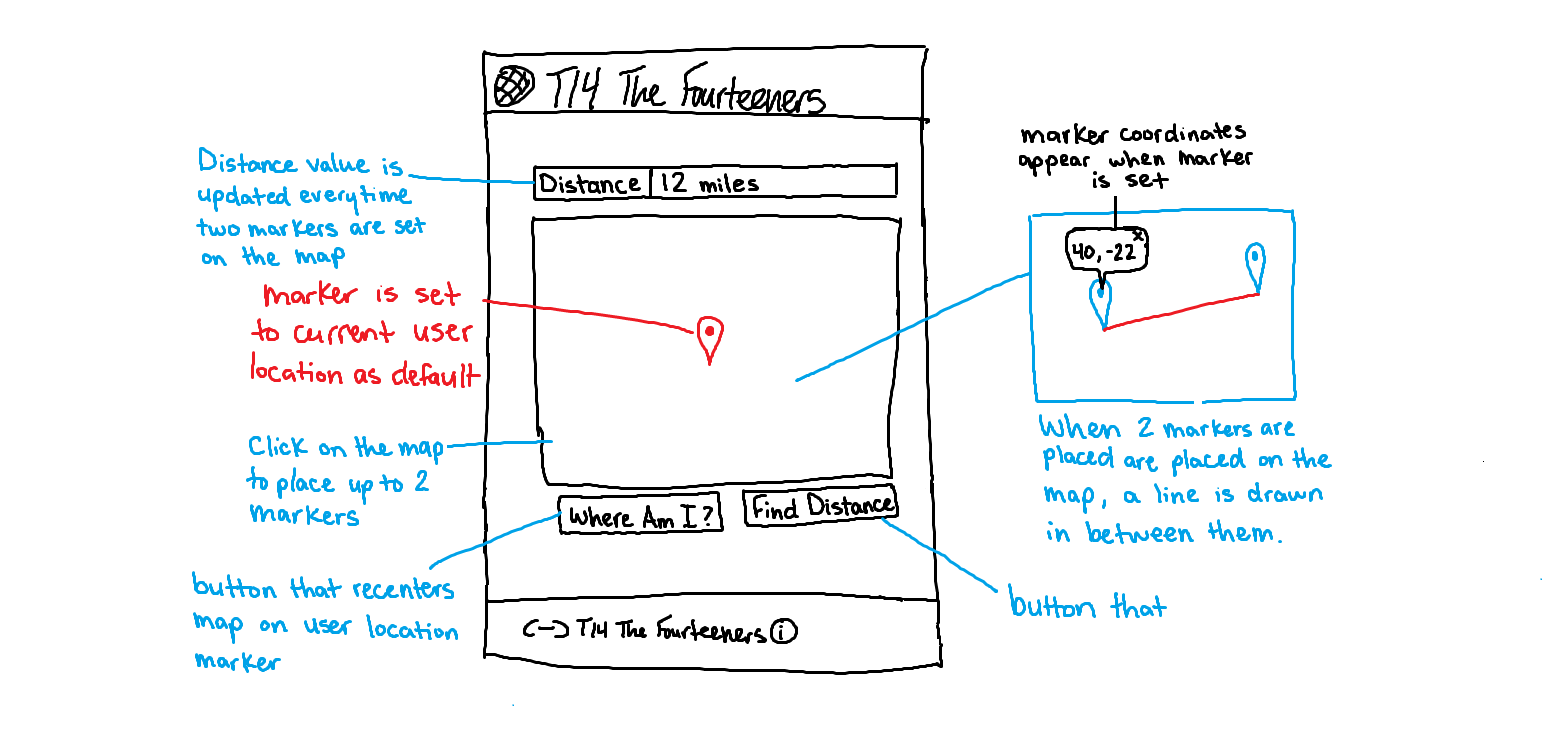 T14 The Fourteeners
Distance value is
updated everytime
two markers are set
on the map
Distance 12 miles
marker coordinates
appear when marker
is set
40, -22 x
marker is set
to current user
location as default
Click on the map
to place up to 2
markers
When 2 markers are
placed are placed on the
map, a line is drawn
in between them.
Where Am I?
Find Distance
button that recenters
map on user location
marker
button that
T14 The Fourteeners i